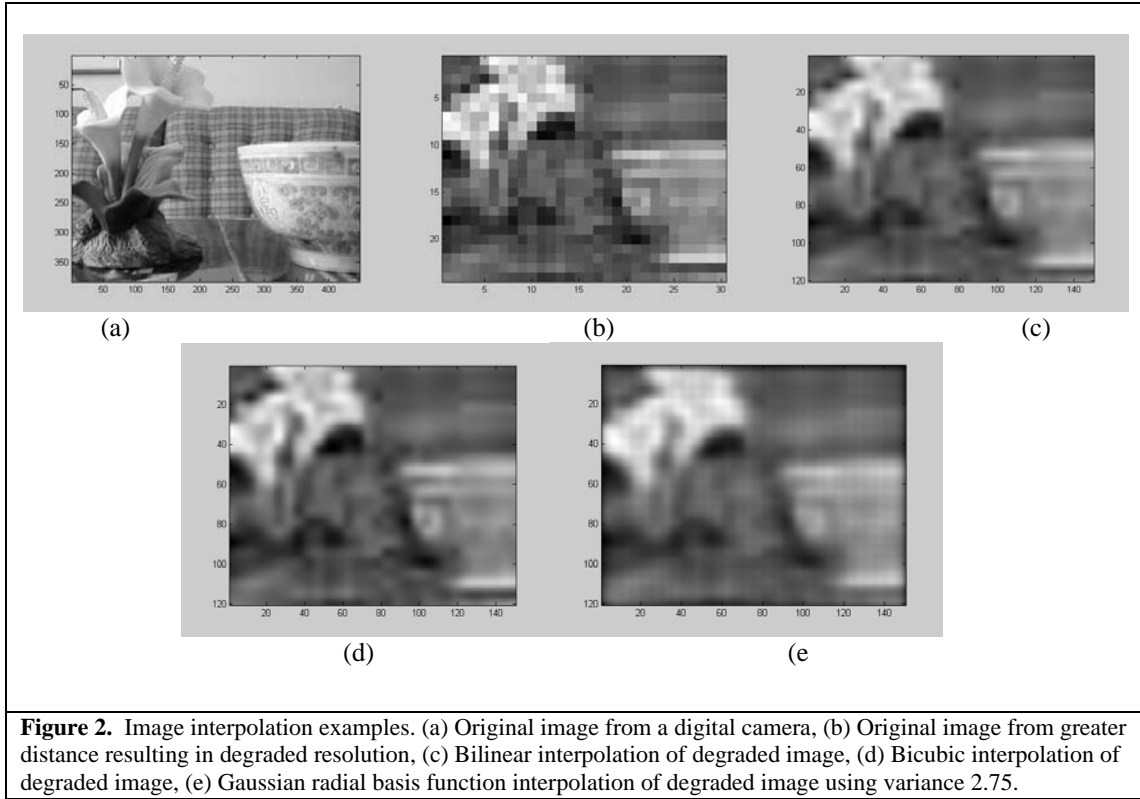 50
100
150
200
250
300
350
50 100 150 200 250 300 350 400
5
10
15
20
5 10 15 20 25 30
20
40
60
80
100
120
20 40 60 80 100 120 140
(a) (b) (c)
20
40
60
80
100
120
20 40 60 80 100 120 140
20
40
60
80
100
120
20 40 60 80 100 120 140
(d) (e
Figure 2. Image interpolation examples. (a) Original image from a digital camera, (b) Original image from greater
distance resulting in degraded resolution, (c) Bilinear interpolation of degraded image, (d) Bicubic interpolation of
degraded image, (e) Gaussian radial basis function interpolation of degraded image using variance 2.75.